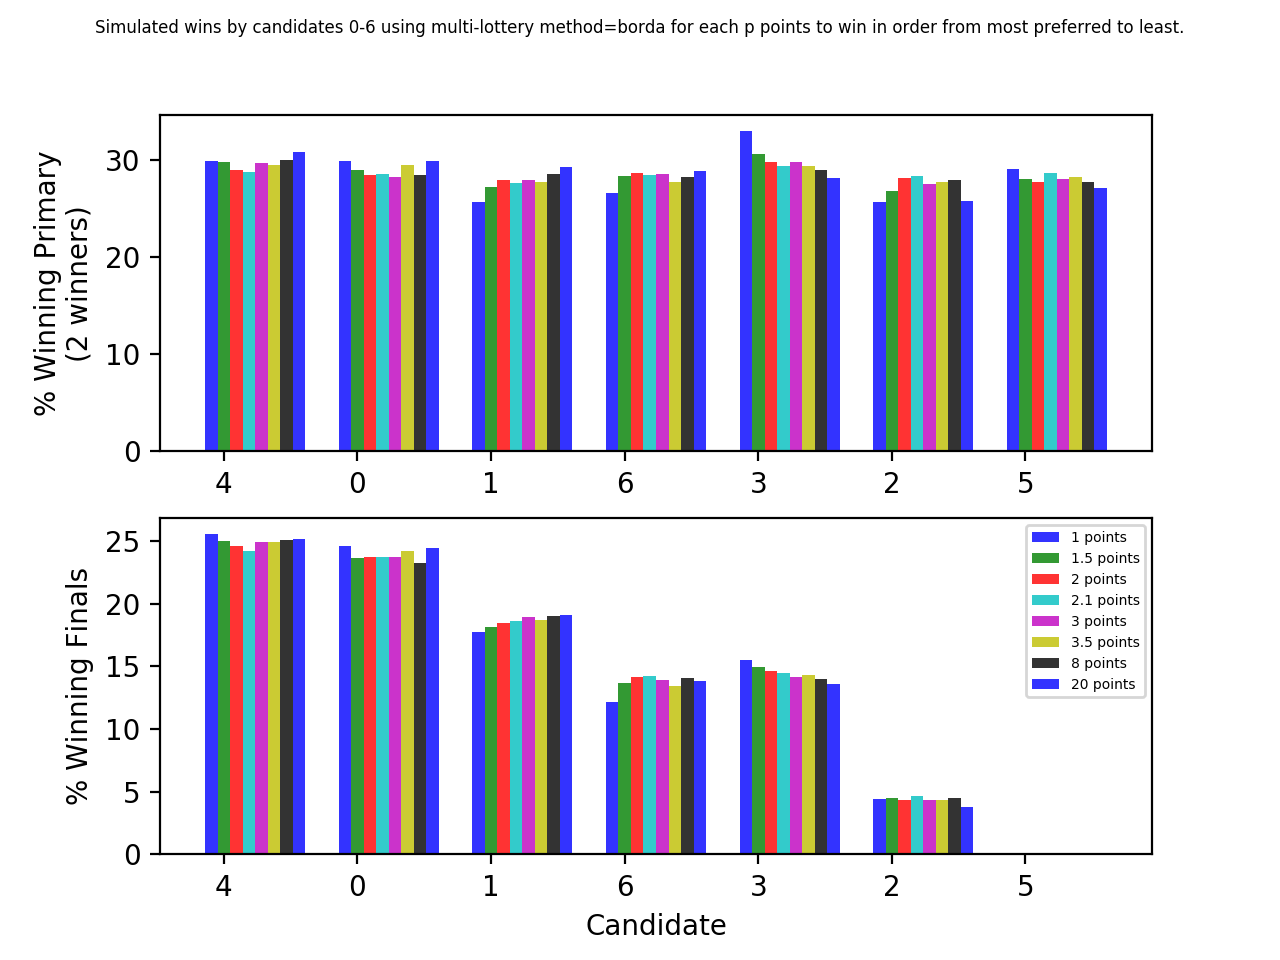 Simulated wins by candidates 0-6 using multi-lottery method=borda for each p points to win in order from most preferred to least.
% Winning Primary
(2 winners)
30
20
10
0
4 0 1 6 3 2 5
% Winning Finals
25
20
15
10
5
0
1 points
1.5 points
2 points
2.1 points
3 points
3.5 points
8 points
20 points
4 0 1 6 3 2 5
Candidate